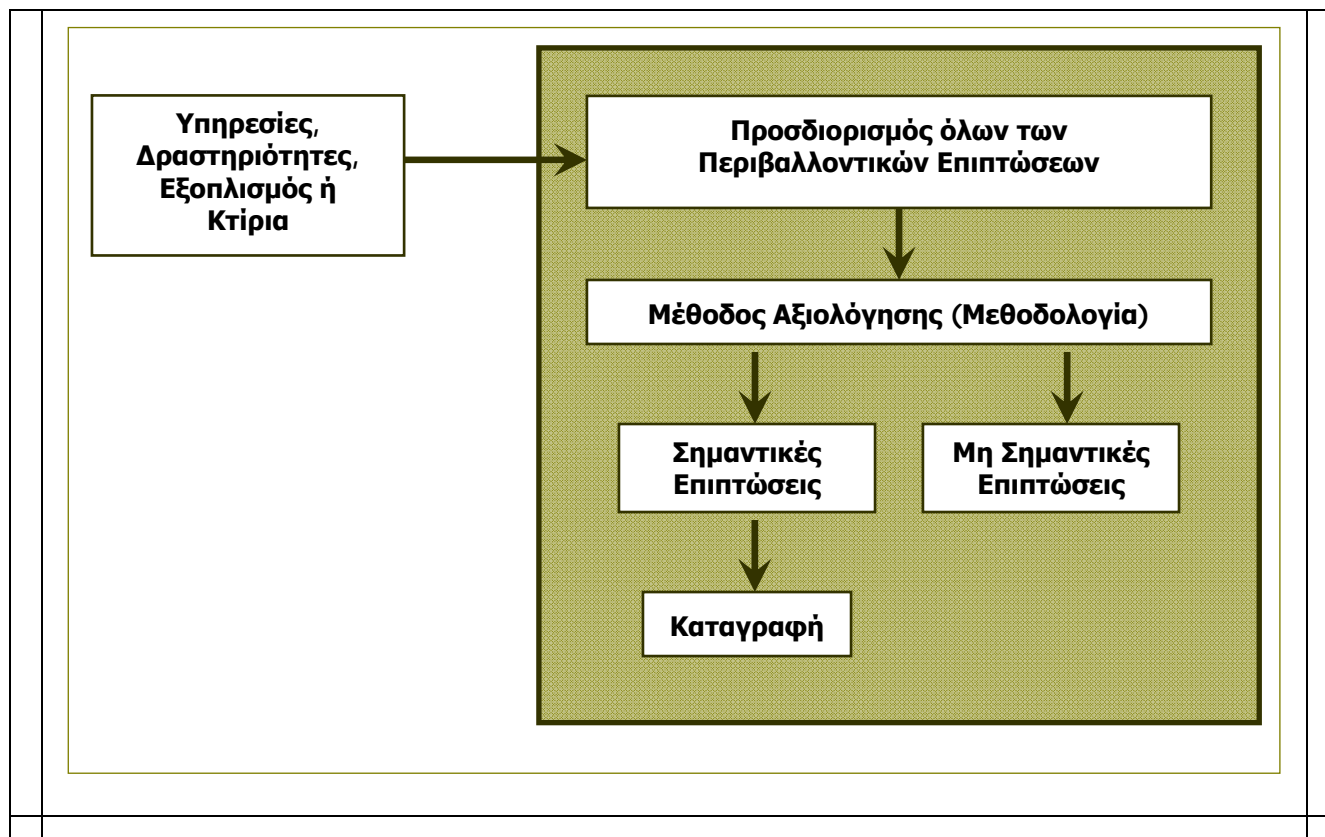 Υπηρεσίες,
Δραστηριότητες,
Εξοπλισμός ή
Κτίρια
Προσδιορισμός όλων των
Περιβαλλοντικών Επιπτώσεων
Μέθοδος Αξιολόγησης (Μεθοδολογία)
Σημαντικές
Επιπτώσεις
Μη Σημαντικές
Επιπτώσεις
Καταγραφή